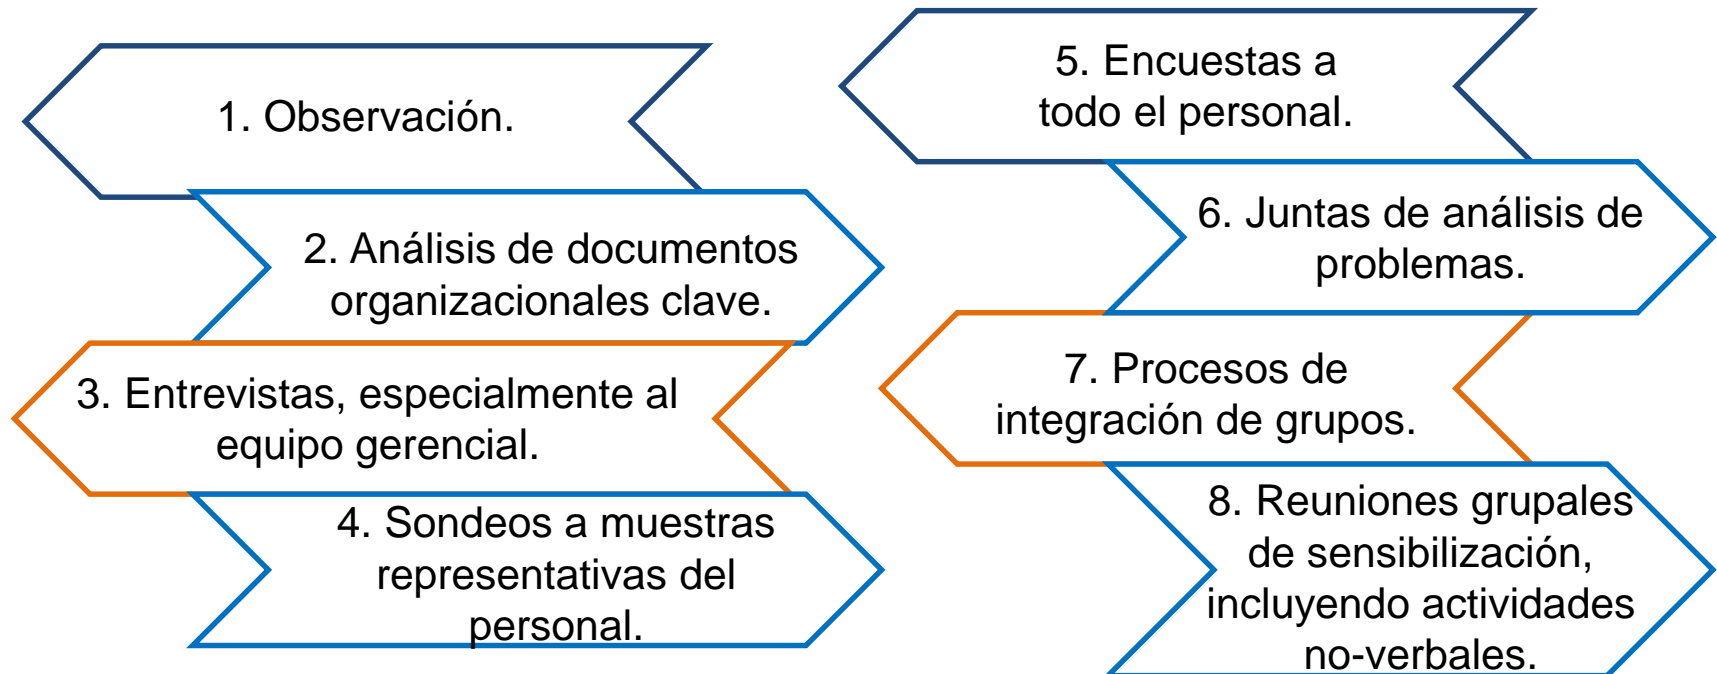 1. Observación.
2. Análisis de documentos
organizacionales clave.
3. Entrevistas, especialmente al
equipo gerencial.
4. Sondeos a muestras
representativas del
personal.
5. Encuestas a
todo el personal.
6. Juntas de análisis de
problemas.
7. Procesos de
integración de grupos.
8. Reuniones grupales
de sensibilización,
incluyendo actividades
no-verbales.